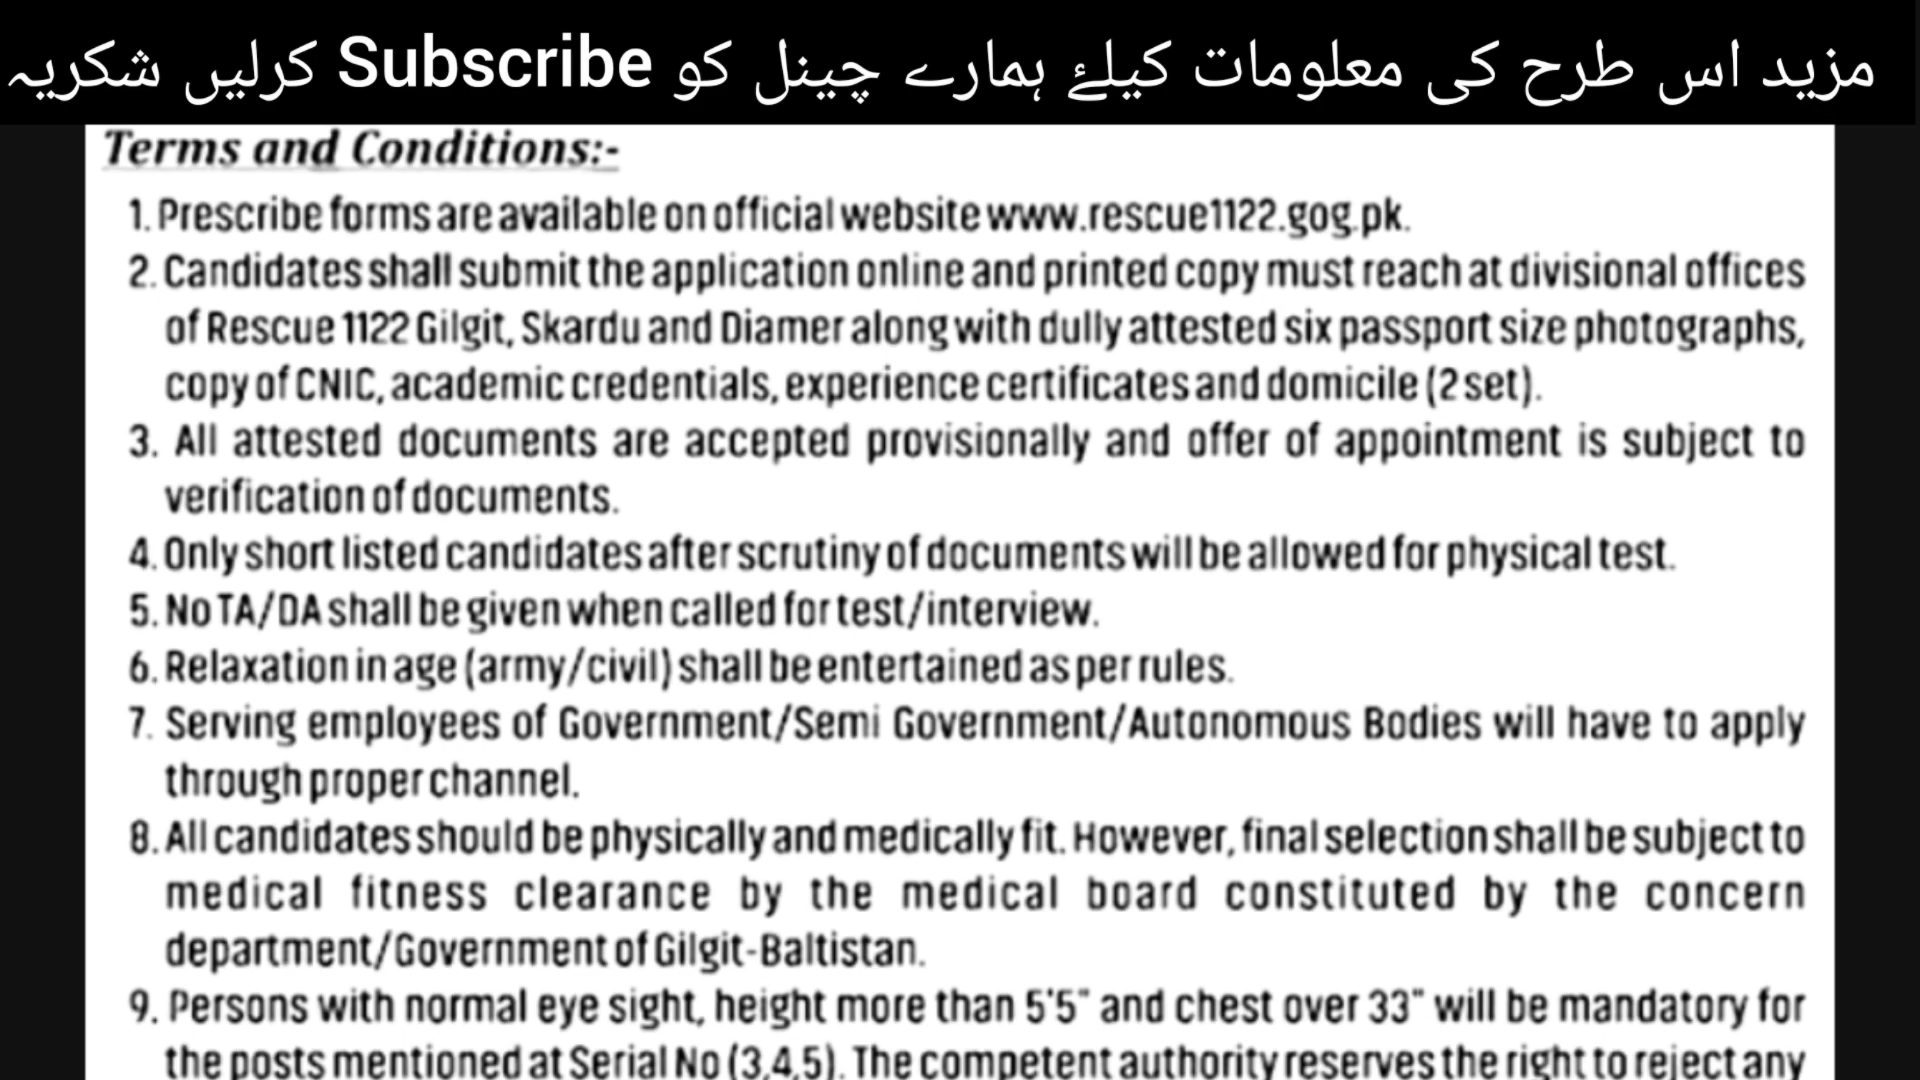 مزید اس طرح کی معلومات کیلئے ہمارے چینل کو Subscribe کرلیں شکریہ
Terms and Conditions:-
1. Prescribe forms are available on official website www.rescue1122.gog.pk.
2. Candidates shall submit the application online and printed copy must reach at divisional offices
of Rescue 1122 Gilgit, Skardu and Diamer along with dully attested six passport size photographs,
copy of CNIC, academic credentials, experience certificates and domicile (2 set).
3. All attested documents are accepted provisionally and offer of appointment is subject to
verification of documents.
4. Only short listed candidates after scrutiny of documents will be allowed for physical test.
5. No TA/DA shall be given when called for test/interview.
6. Relaxation in age (army/civil) shall be entertained as per rules.
7. Serving employees of Government/Semi Government/Autonomous Bodies will have to apply
through proper channel.
8. All candidates should be physically and medically fit. However, final selection shall be subject to
medical fitness clearance by the medical board constituted by the concern
department/Government of Gilgit-Baltistan.
9. Persons with normal eye sight, height more than 5'5" and chest over 33" will be mandatory for
the posts mentioned at Serial No (3,4,5). The competent authority reserves the right to reject any